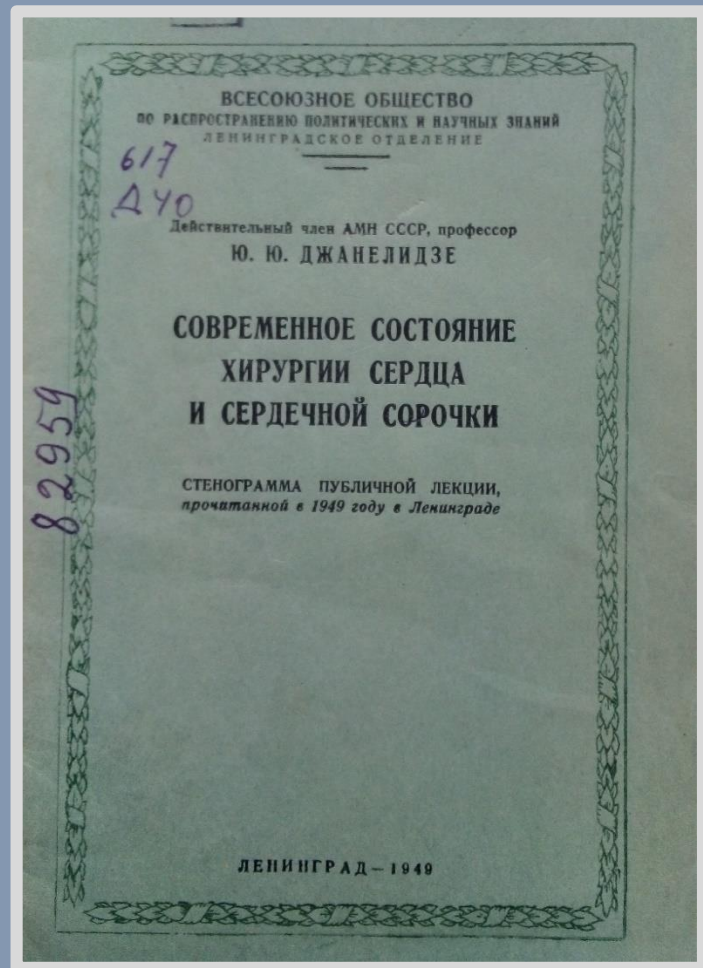 ВСЕСОЮЗНОЕ ОБЩЕСТВО
ПО РАСПРОСТРАНЕНИЮ ПОЛИТИЧЕСКИХ И НАУЧНЫХ ЗНАНИЙ
ЛЕНИНГРАДСКОЕ ОТДЕЛЕНИЕ
617
Д40
Действительный член АМН СССР, профессор
Ю. Ю. ДЖАНЕЛИДЗЕ
СОВРЕМЕННОЕ СОСТОЯНИЕ
ХИРУРГИИ СЕРДЦА
И СЕРДЕЧНОЙ СОРОЧКИ
82959
СТЕНОГРАММА ПУБЛИЧНОЙ ЛЕКЦИИ,
прочитанной в 1949 году в Ленинграде
ЛЕНИНГРАД — 1949